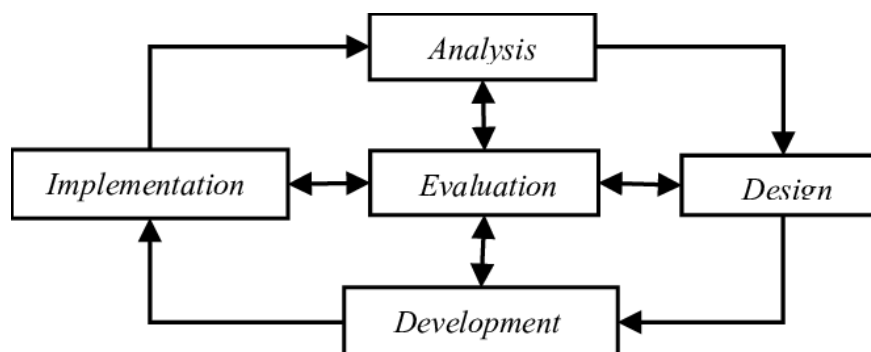 Analysis
Implementation
Evaluation
Design
Development